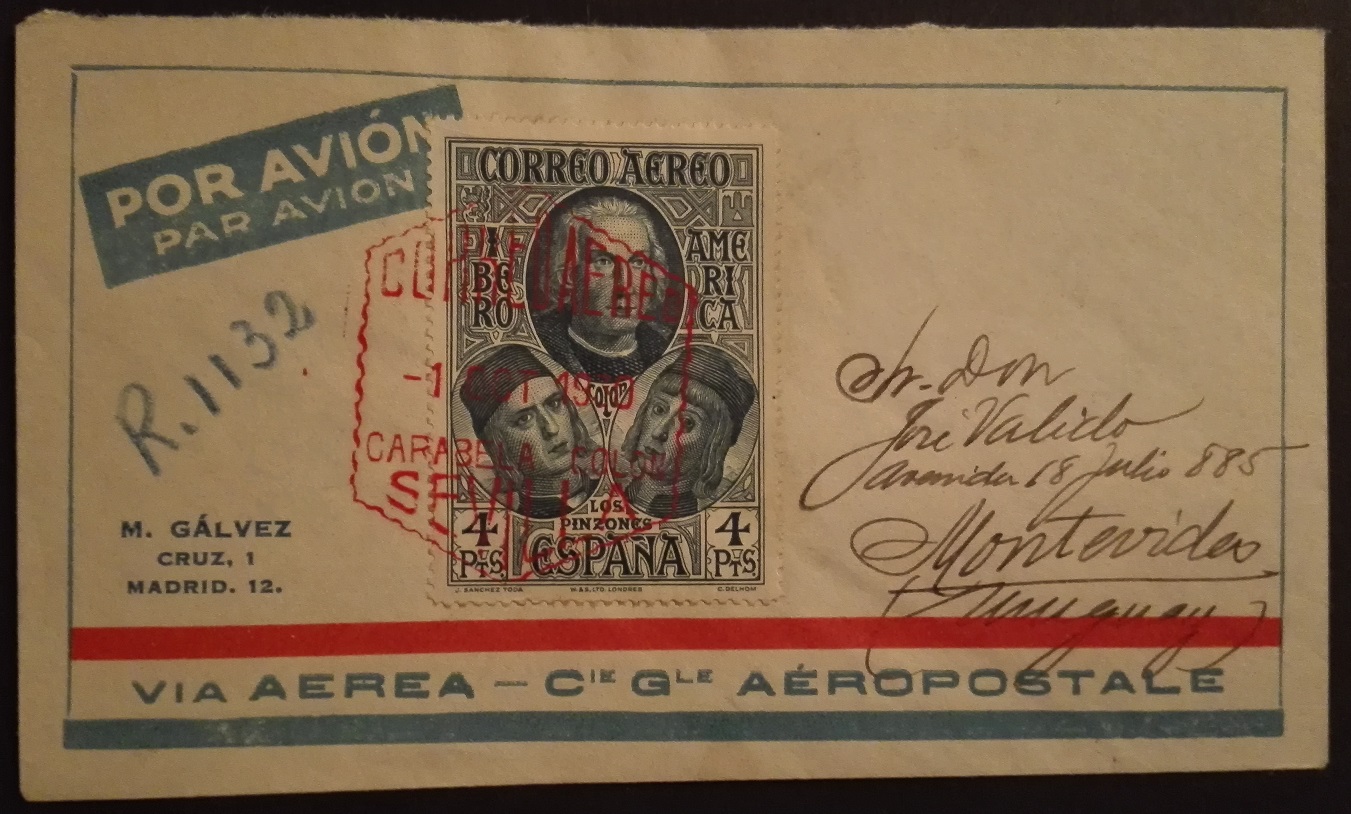 POR AVIÓN
PAR AVION
R. 1132
M. GÁLVEZ
CRUZ, 1
MADRID. 12.
CORREO AEREO
IBERO AMERICA
COLON
LOS
PINZONES
4 PTS. ESPAÑA 4 PTS.
J. SANCHEZ TODA W. & S. LTD. LONDRES C. DELHOM
CORREO AEREO
-1 OCT 1930
CARABELA COLON
SEVILLA
Sr. Don
José Valido
Avenida 18 Julio 885
Montevideo
(Uruguay)
VIA AEREA — CIE GLE AÉROPOSTALE